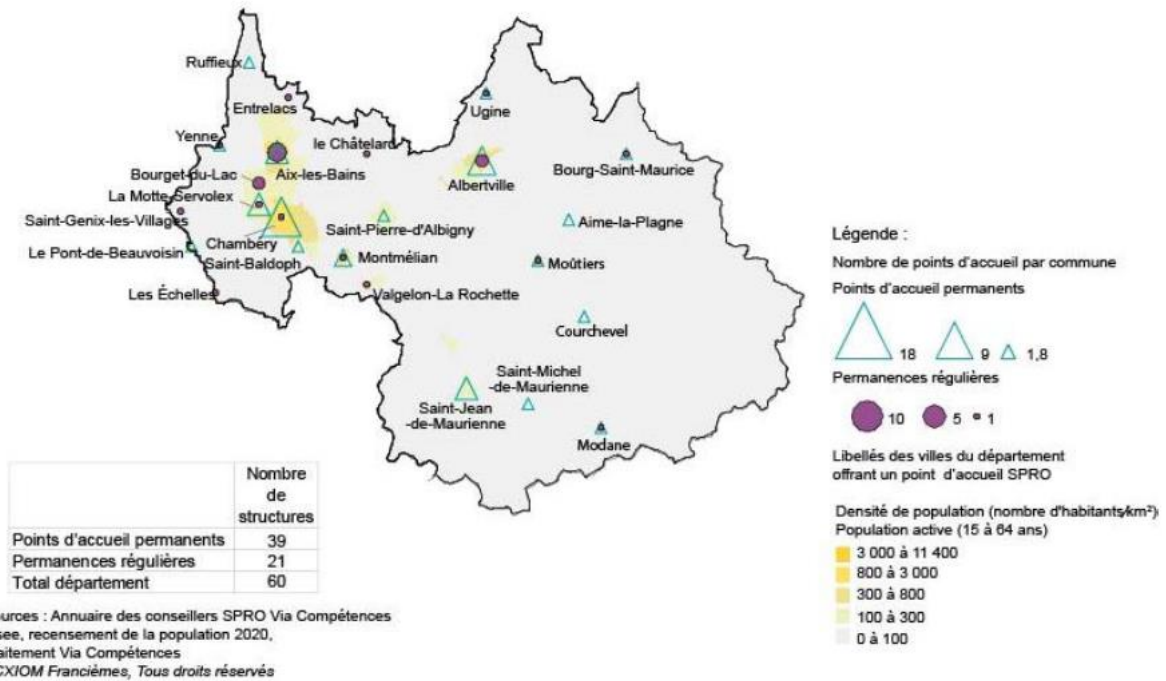 Ruffieux
Entrelacs
Ugine
Yenne
le Châtelard
Bourget-du-Lac
Aix-les-Bains
Albertville
Bourg-Saint-Maurice
La Motte-Servolex
Saint-Genix-les-Villages
Saint-Pierre-d'Albigny
Aime-la-Plagne
Chambéry
Le Pont-de-Beauvoisin
Saint-Baldoph
Montmélian
Moûtiers
Les Échelles
Valgelon-La Rochette
Courchevel
Saint-Michel
-de-Maurienne
Saint-Jean
-de-Maurienne
Modane
Légende :
Nombre de points d'accueil par commune
Points d'accueil permanents
18 9 1,8
Permanences régulières
10 5 1
Libellés des villes du département
offrant un point d'accueil SPRO
Densité de population (nombre d'habitants/km²)
Population active (15 à 64 ans)
3 000 à 11 400
800 à 3 000
300 à 800
100 à 300
0 à 100
Nombre
de
structures
Points d'accueil permanents 39
Permanences régulières 21
Total département 60
urces : Annuaire des conseillers SPRO Via Compétences
see, recensement de la population 2020,
aitement Via Compétences
CXIOM Francièmes, Tous droits réservés